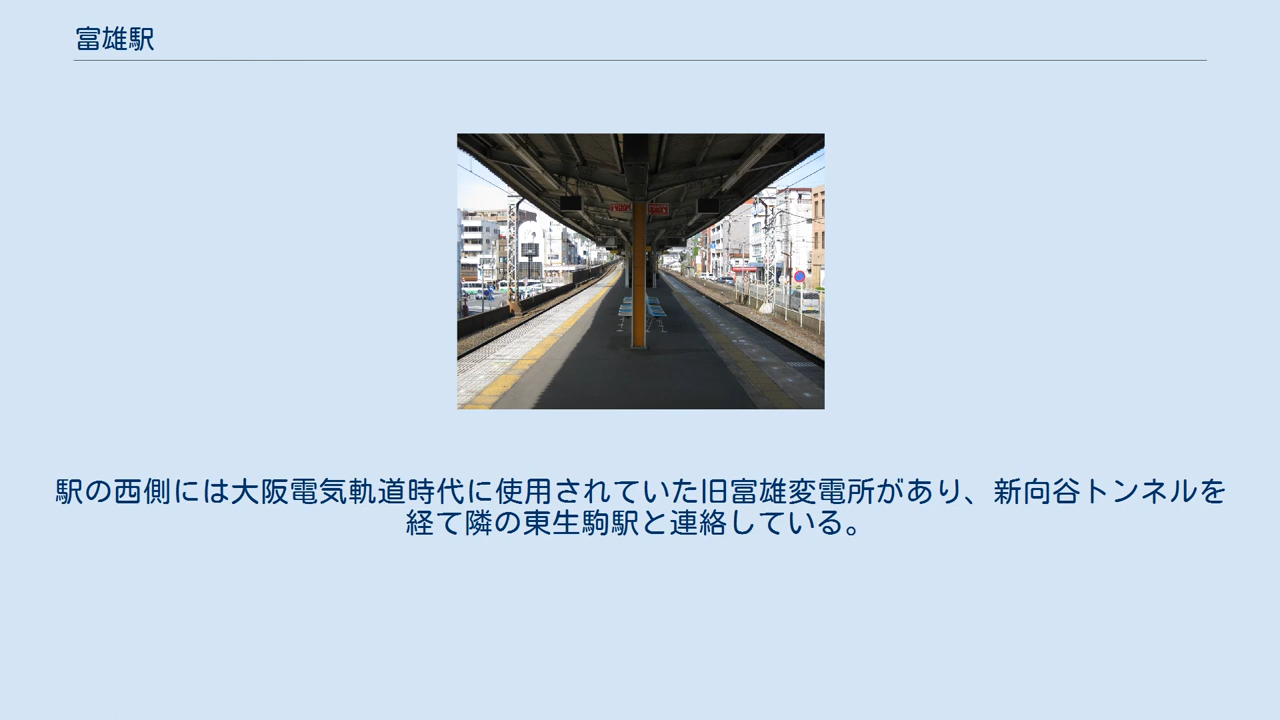 富雄駅
駅の西側には大阪電気軌道時代に使用されていた旧富雄変電所があり、新向谷トンネルを
経て隣の東生駒駅と連絡している。